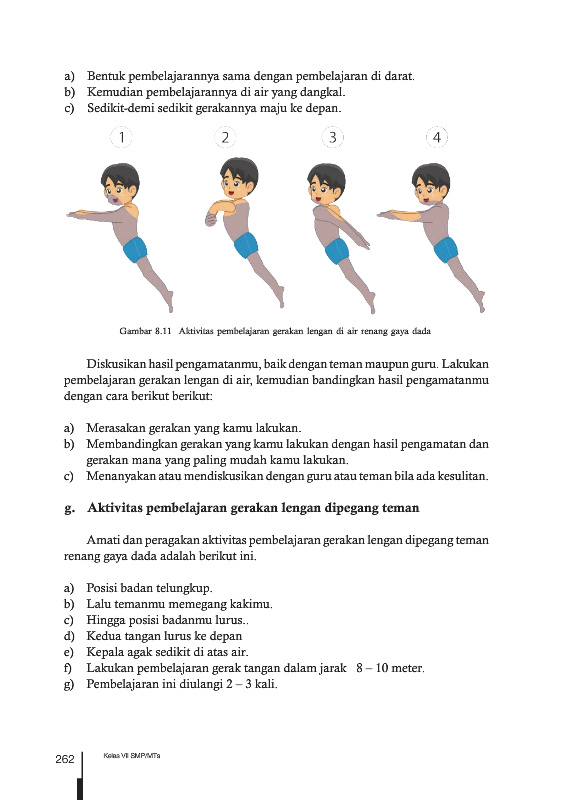 a) Bentuk pembelajarannya sama dengan pembelajaran di darat.
b) Kemudian pembelajarannya di air yang dangkal.
c) Sedikit-demi sedikit gerakannya maju ke depan.
1 2 3 4
Gambar 8.11 Aktivitas pembelajaran gerakan lengan di air renang gaya dada
Diskusikan hasil pengamatanmu, baik dengan teman maupun guru. Lakukan
pembelajaran gerakan lengan di air, kemudian bandingkan hasil pengamatanmu
dengan cara berikut berikut:
a) Merasakan gerakan yang kamu lakukan.
b) Membandingkan gerakan yang kamu lakukan dengan hasil pengamatan dan
gerakan mana yang paling mudah kamu lakukan.
c) Menanyakan atau mendiskusikan dengan guru atau teman bila ada kesulitan.
g. Aktivitas pembelajaran gerakan lengan dipegang teman
Amati dan peragakan aktivitas pembelajaran gerakan lengan dipegang teman
renang gaya dada adalah berikut ini.
a) Posisi badan telungkup.
b) Lalu temanmu memegang kakimu.
c) Hingga posisi badanmu lurus..
d) Kedua tangan lurus ke depan
e) Kepala agak sedikit di atas air.
f) Lakukan pembelajaran gerak tangan dalam jarak 8 – 10 meter.
g) Pembelajaran ini diulangi 2 – 3 kali.
262 Kelas VII SMP/MTs